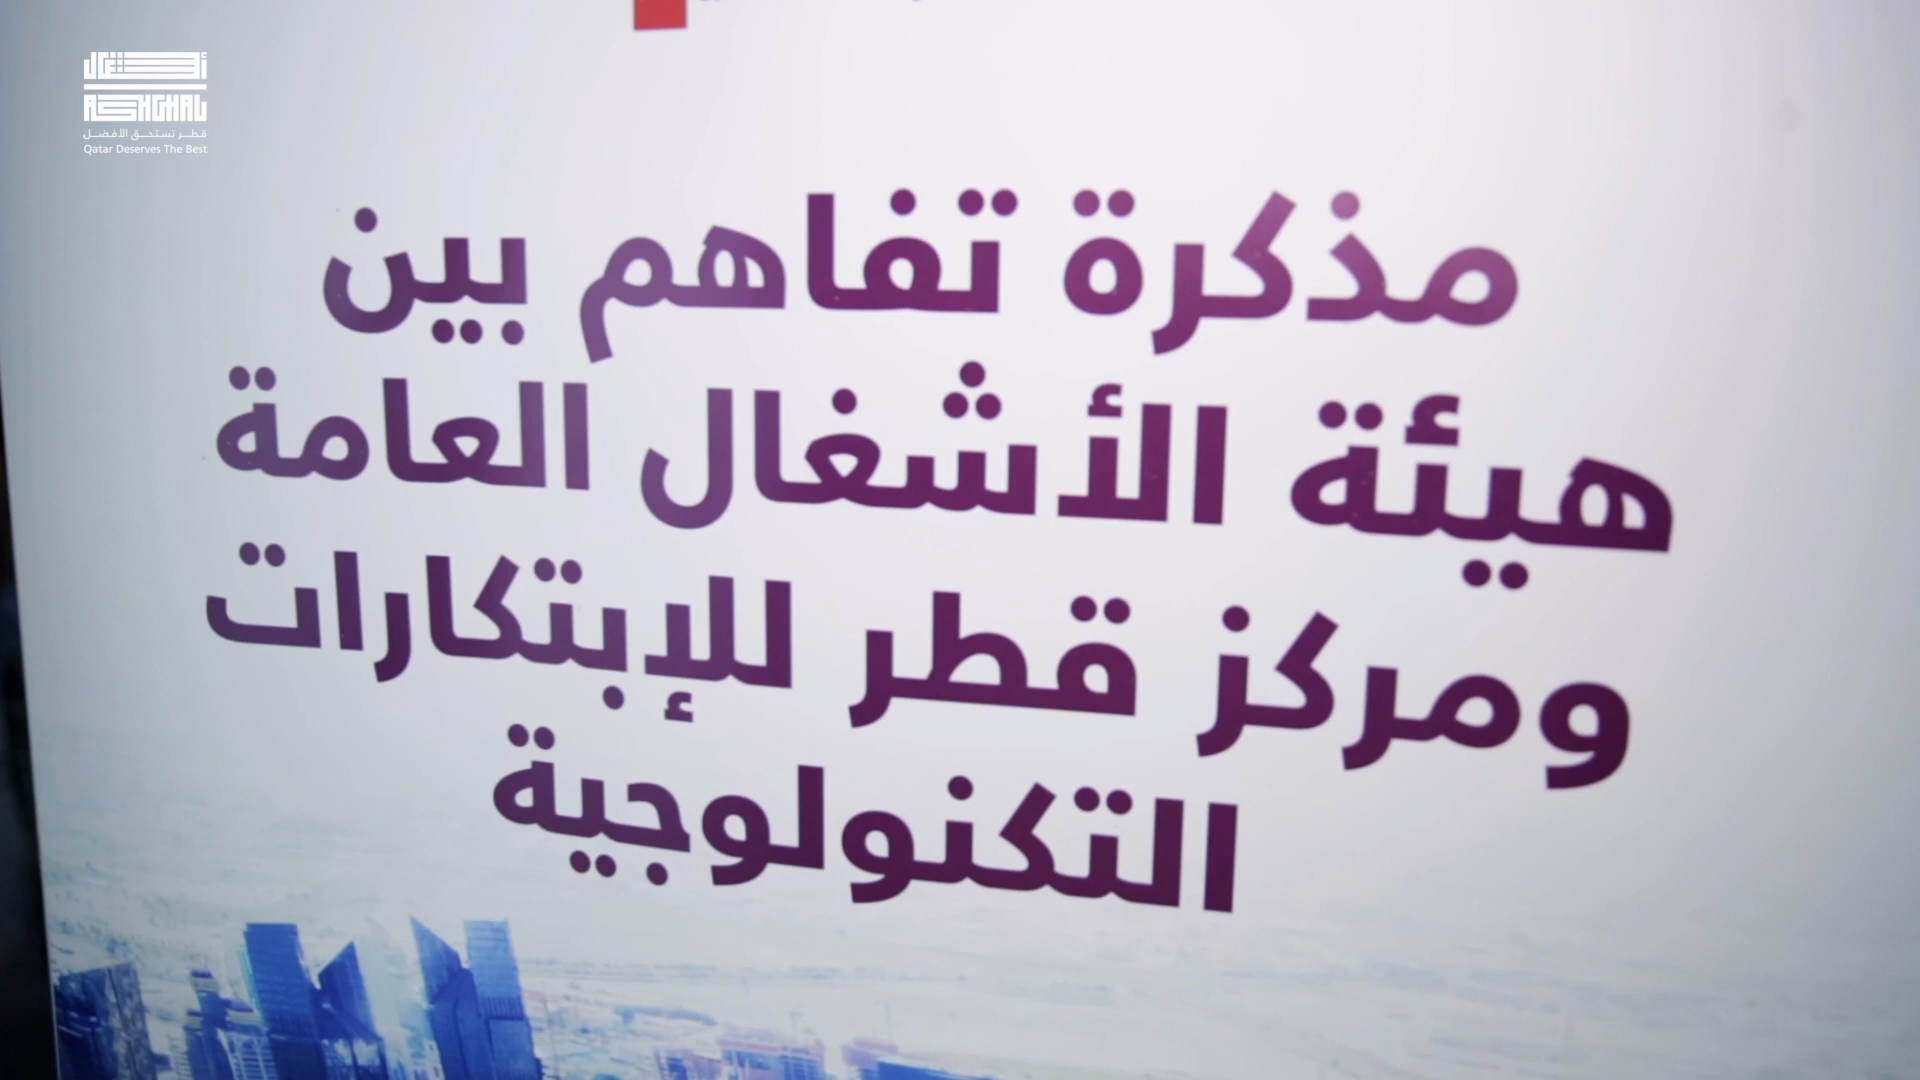 أشغال
ASHGHAL
قطر تستحق الأفضل
Qatar Deserves The Best
مذكرة تفاهم بين
هيئة الأشغال العامة
ومركز قطر للإبتكارات
التكنولوجية